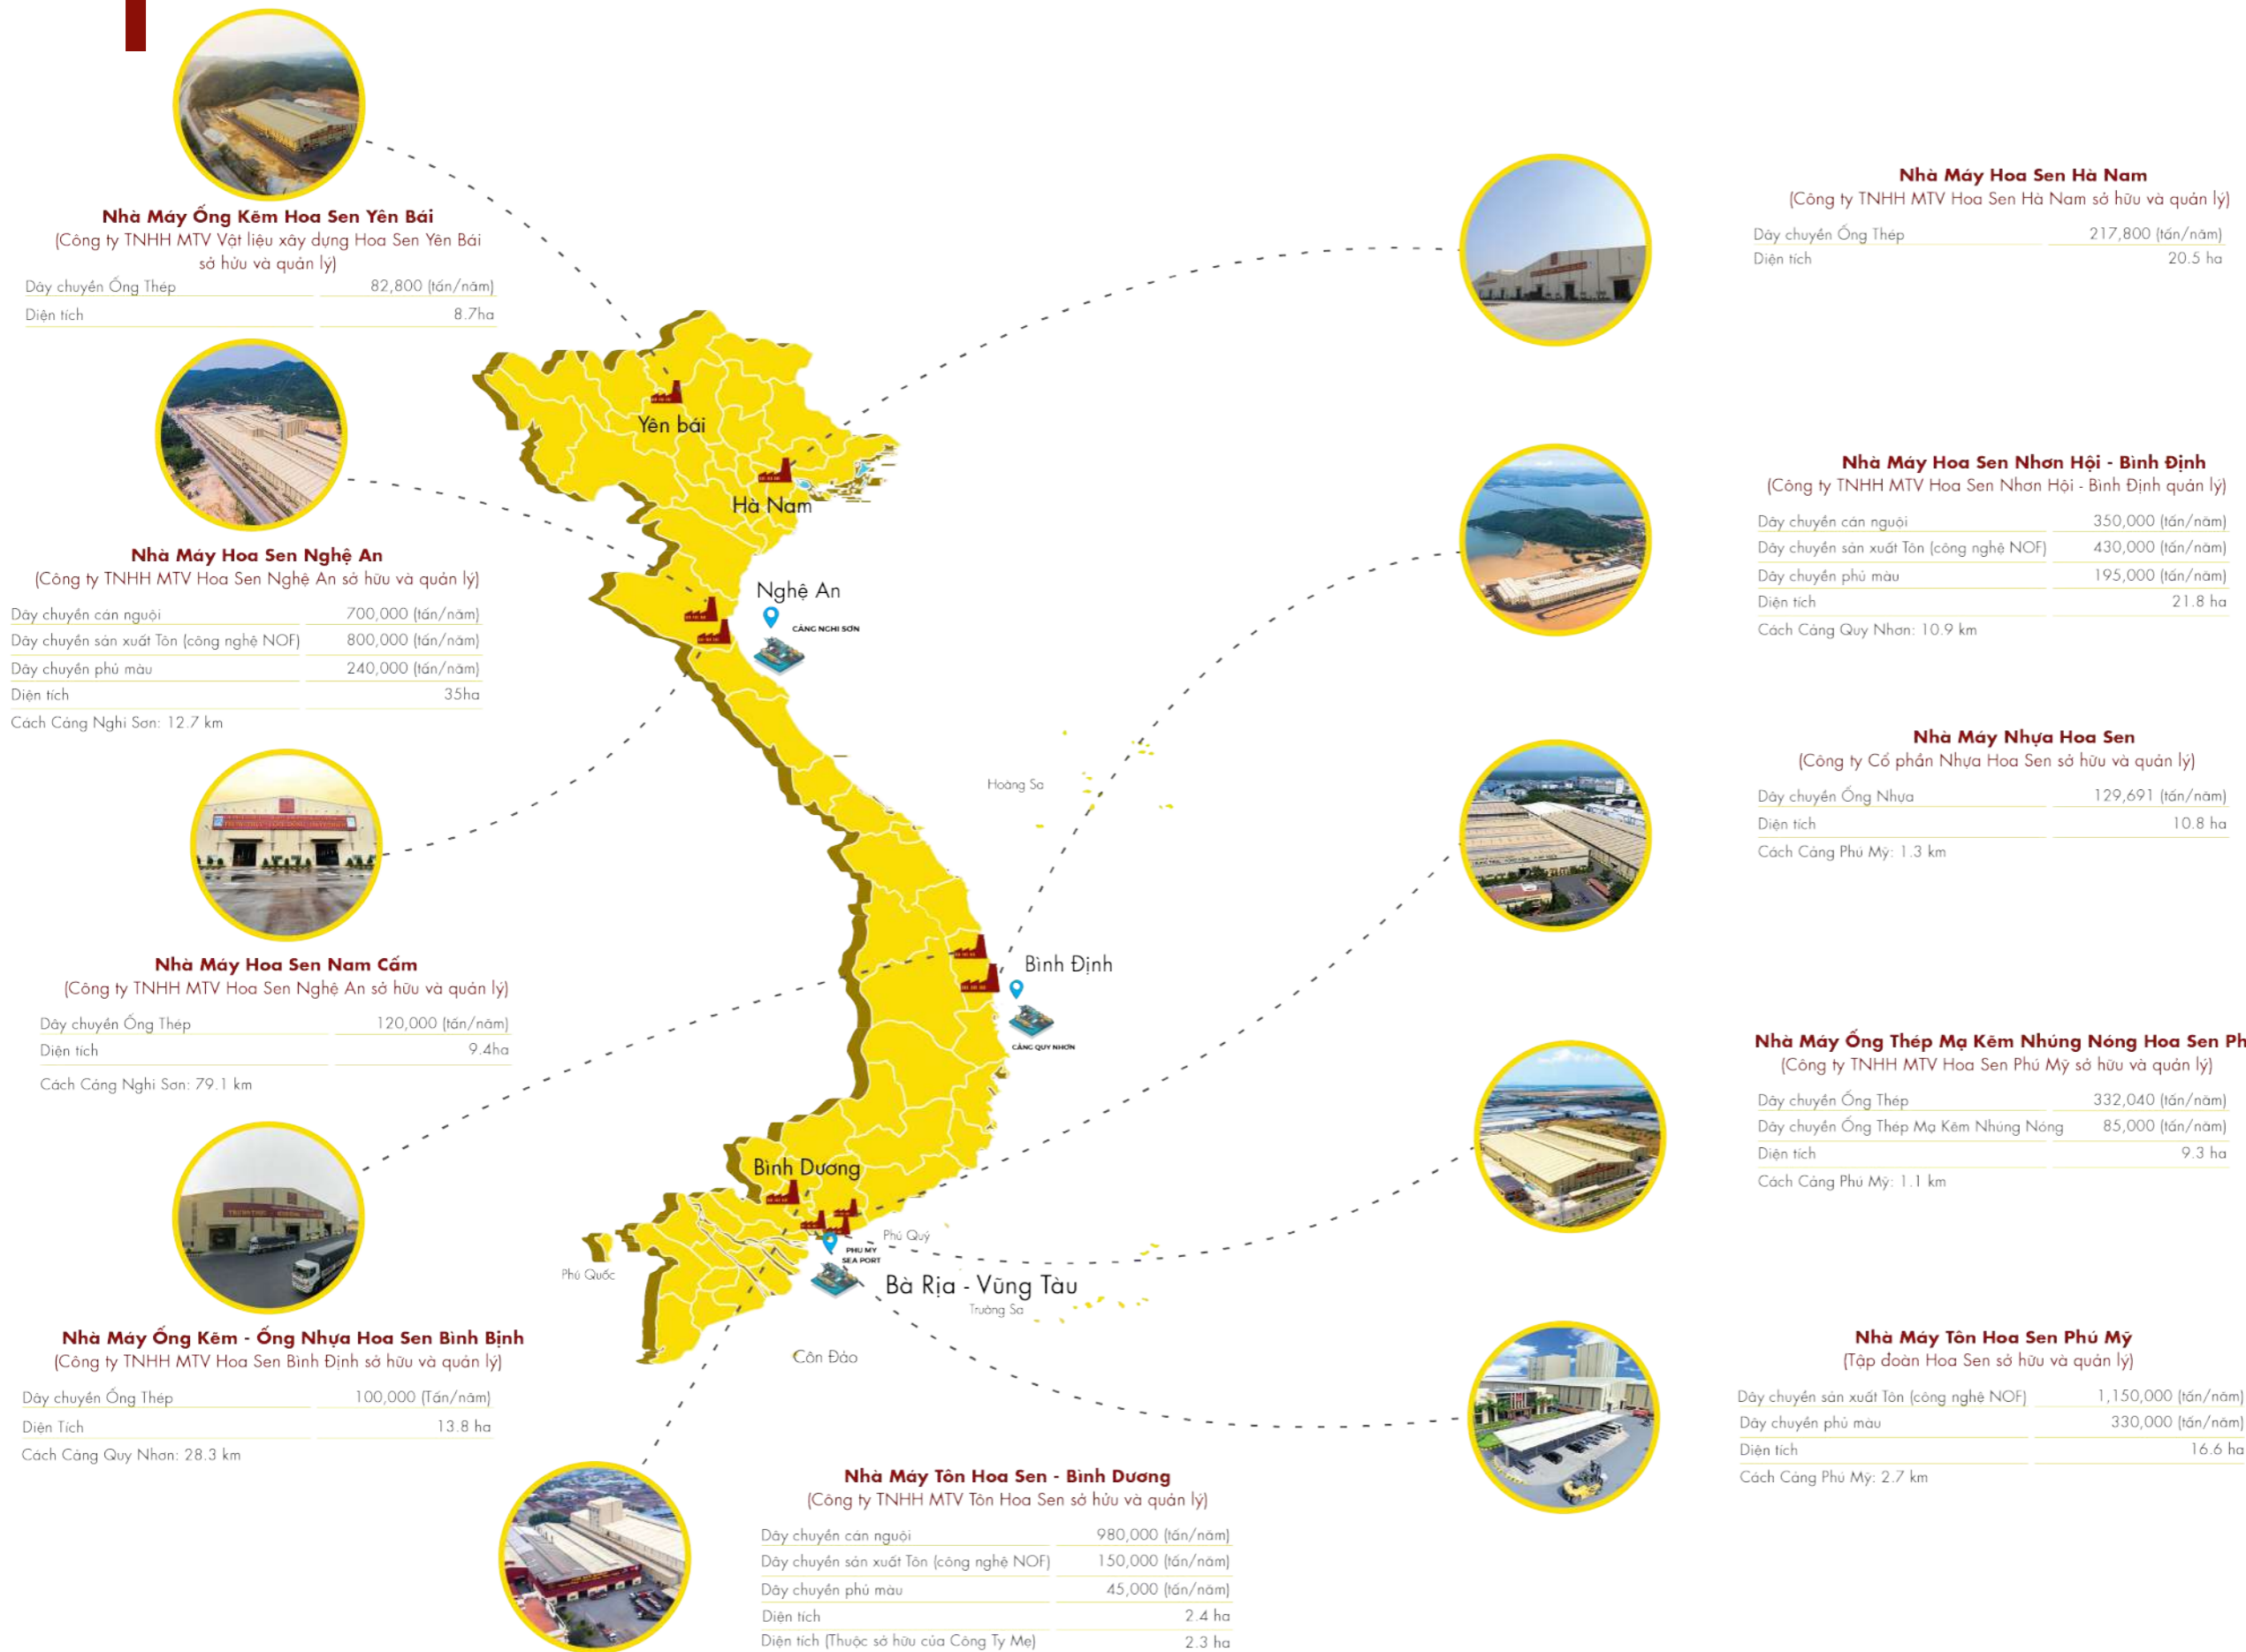 Nhà Máy Ống Kẽm Hoa Sen Yên Bái
(Công ty TNHH MTV Vật liệu xây dựng Hoa Sen Yên Bái
sở hữu và quản lý)
Dây chuyền Ống Thép 82,800 (tấn/năm)
Diện tích 8.7ha
Nhà Máy Hoa Sen Nghệ An
(Công ty TNHH MTV Hoa Sen Nghệ An sở hữu và quản lý)
Dây chuyền cán nguội 700,000 (tấn/năm)
Dây chuyền sản xuất Tôn (công nghệ NOF) 800,000 (tấn/năm)
Dây chuyền phủ màu 240,000 (tấn/năm)
Diện tích 35ha
Cách Cảng Nghi Sơn: 12.7 km
Nhà Máy Hoa Sen Nam Cấm
(Công ty TNHH MTV Hoa Sen Nghệ An sở hữu và quản lý)
Dây chuyền Ống Thép 120,000 (tấn/năm)
Diện tích 9.4ha
Cách Cảng Nghi Sơn: 79.1 km
Nhà Máy Ống Kẽm - Ống Nhựa Hoa Sen Bình Bịnh
(Công ty TNHH MTV Hoa Sen Bình Định sở hữu và quản lý)
Dây chuyền Ống Thép 100,000 (Tấn/năm)
Diện Tích 13.8 ha
Cách Cảng Quy Nhơn: 28.3 km
Yên bái
Hà Nam
Nghệ An
CẢNG NGHI SƠN
Hoàng Sa
Bình Định
CẢNG QUY NHƠN
Bình Dương
Phú Quý
PHU MY
SEA PORT
Phú Quốc
Bà Rịa - Vũng Tàu
Trường Sa
Côn Đảo
Nhà Máy Tôn Hoa Sen - Bình Dương
(Công ty TNHH MTV Tôn Hoa Sen sở hữu và quản lý)
Dây chuyền cán nguội 980,000 (tấn/năm)
Dây chuyền sản xuất Tôn (công nghệ NOF) 150,000 (tấn/năm)
Dây chuyền phủ màu 45,000 (tấn/năm)
Diện tích 2.4 ha
Diện tích (Thuộc sở hữu của Công Ty Mẹ) 2.3 ha
Nhà Máy Hoa Sen Hà Nam
(Công ty TNHH MTV Hoa Sen Hà Nam sở hữu và quản lý)
Dây chuyền Ống Thép 217,800 (tấn/năm)
Diện tích 20.5 ha
Nhà Máy Hoa Sen Nhơn Hội - Bình Định
(Công ty TNHH MTV Hoa Sen Nhơn Hội - Bình Định quản lý)
Dây chuyền cán nguội 350,000 (tấn/năm)
Dây chuyền sản xuất Tôn (công nghệ NOF) 430,000 (tấn/năm)
Dây chuyền phủ màu 195,000 (tấn/năm)
Diện tích 21.8 ha
Cách Cảng Quy Nhơn: 10.9 km
Nhà Máy Nhựa Hoa Sen
(Công ty Cổ phần Nhựa Hoa Sen sở hữu và quản lý)
Dây chuyền Ống Nhựa 129,691 (tấn/năm)
Diện tích 10.8 ha
Cách Cảng Phú Mỹ: 1.3 km
Nhà Máy Ống Thép Mạ Kẽm Nhúng Nóng Hoa Sen Ph
(Công ty TNHH MTV Hoa Sen Phú Mỹ sở hữu và quản lý)
Dây chuyền Ống Thép 332,040 (tấn/năm)
Dây chuyền Ống Thép Mạ Kẽm Nhúng Nóng 85,000 (tấn/năm)
Diện tích 9.3 ha
Cách Cảng Phú Mỹ: 1.1 km
Nhà Máy Tôn Hoa Sen Phú Mỹ
(Tập đoàn Hoa Sen sở hữu và quản lý)
Dây chuyền sản xuất Tôn (công nghệ NOF) 1,150,000 (tấn/năm)
Dây chuyền phủ màu 330,000 (tấn/năm)
Diện tích 16.6 ha
Cách Cảng Phú Mỹ: 2.7 km